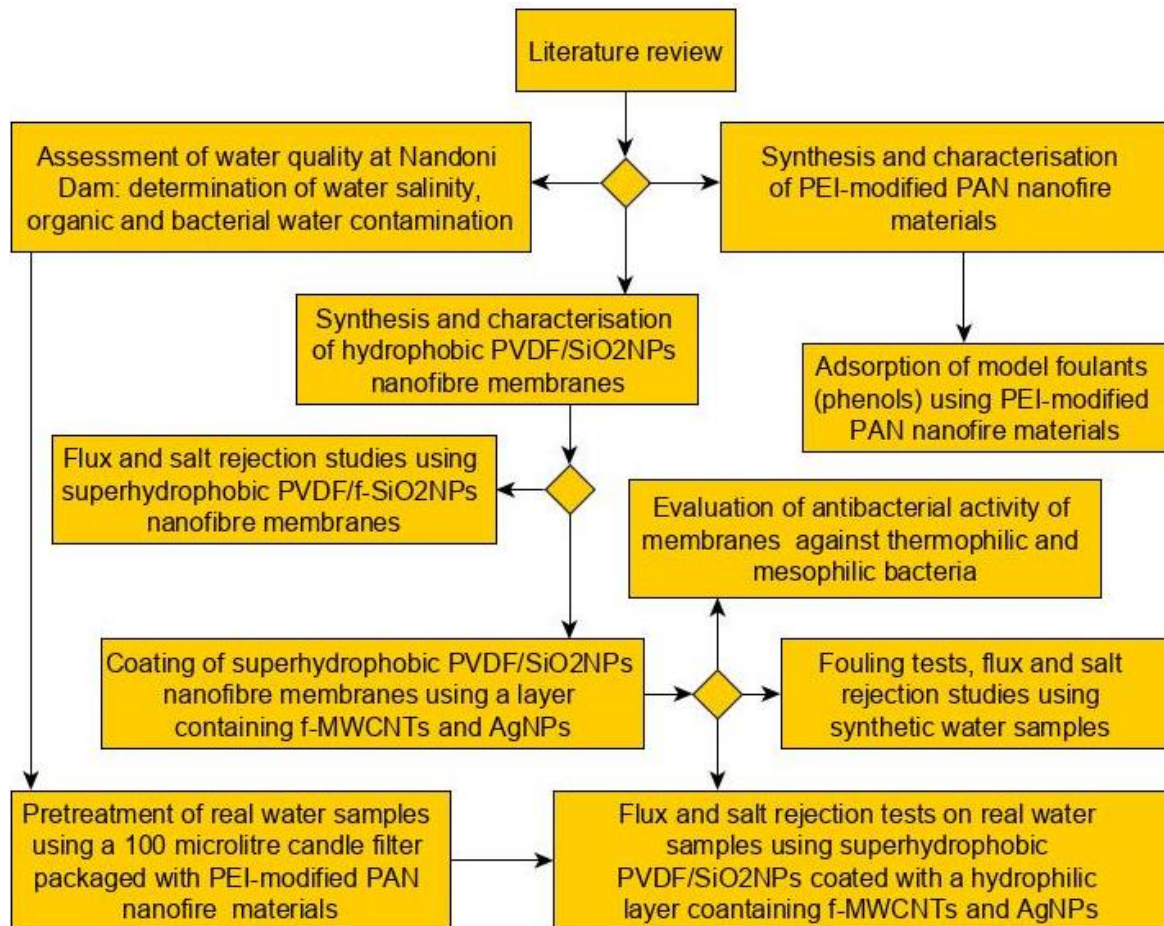 Literature review
Assessment of water quality at Nandoni
Dam: determination of water salinity,
organic and bacterial water contamination
Synthesis and characterisation
of PEI-modified PAN nanofire
materials
Synthesis and characterisation
of hydrophobic PVDF/SiO2NPs
nanofibre membranes
Adsorption of model foulants
(phenols) using PEI-modified
PAN nanofire materials
Flux and salt rejection studies using
superhydrophobic PVDF/f-SiO2NPs
nanofibre membranes
Evaluation of antibacterial activity of
membranes against thermophilic and
mesophilic bacteria
Coating of superhydrophobic PVDF/SiO2NPs
nanofibre membranes using a layer
containing f-MWCNTs and AgNPs
Fouling tests, flux and salt
rejection studies using
synthetic water samples
Pretreatment of real water samples
using a 100 microlitre candle filter
packaged with PEI-modified PAN
nanofire materials
Flux and salt rejection tests on real water
samples using superhydrophobic
PVDF/SiO2NPs coated with a hydrophilic
layer coantaining f-MWCNTs and AgNPs